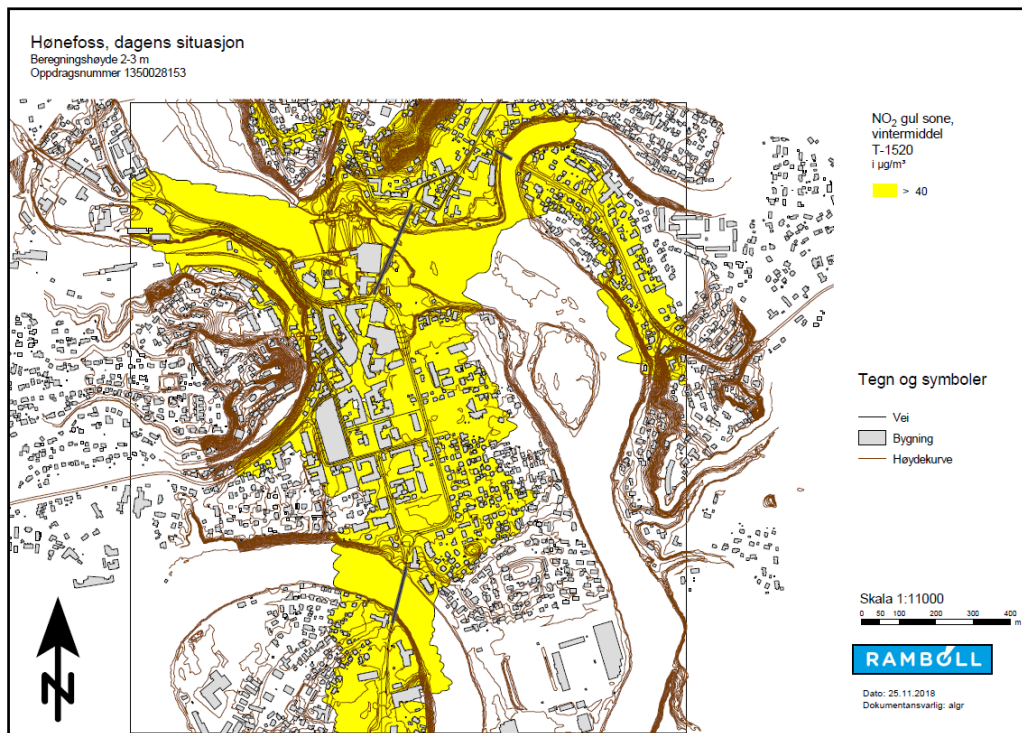 Hønefoss, dagens situasjon
Beregningshøyde 2-3 m
Oppdragsnummer 1350028153
NO₂ gul sone,
vintermiddel
T-1520
i µg/m³
> 40
Tegn og symboler
Vei
Bygning
Høydekurve
Skala 1:11000
0 50 100 200 300 400
m
N
RAMBOLL
Dato: 25.11.2018
Dokumentansvarlig: algr